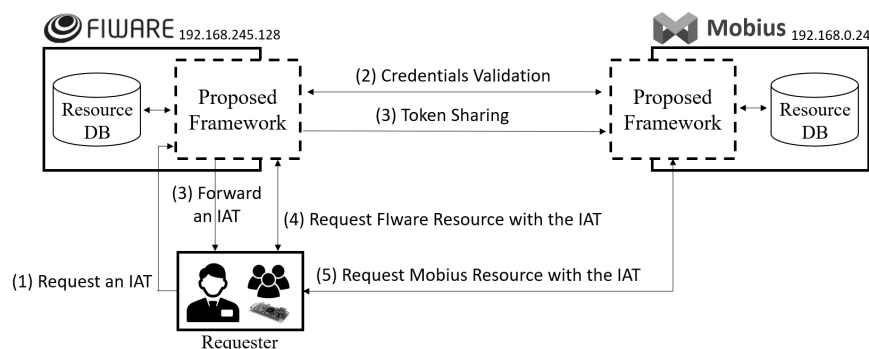 FIWARE 192.168.245.128
Mobius 192.168.0.24
Resource
DB
Proposed
Framework
(2) Credentials Validation
(3) Token Sharing
Proposed
Framework
Resource
DB
(3) Forward
an IAT
(4) Request FIware Resource with the IAT
(1) Request an IAT
(5) Request Mobius Resource with the IAT
Requester